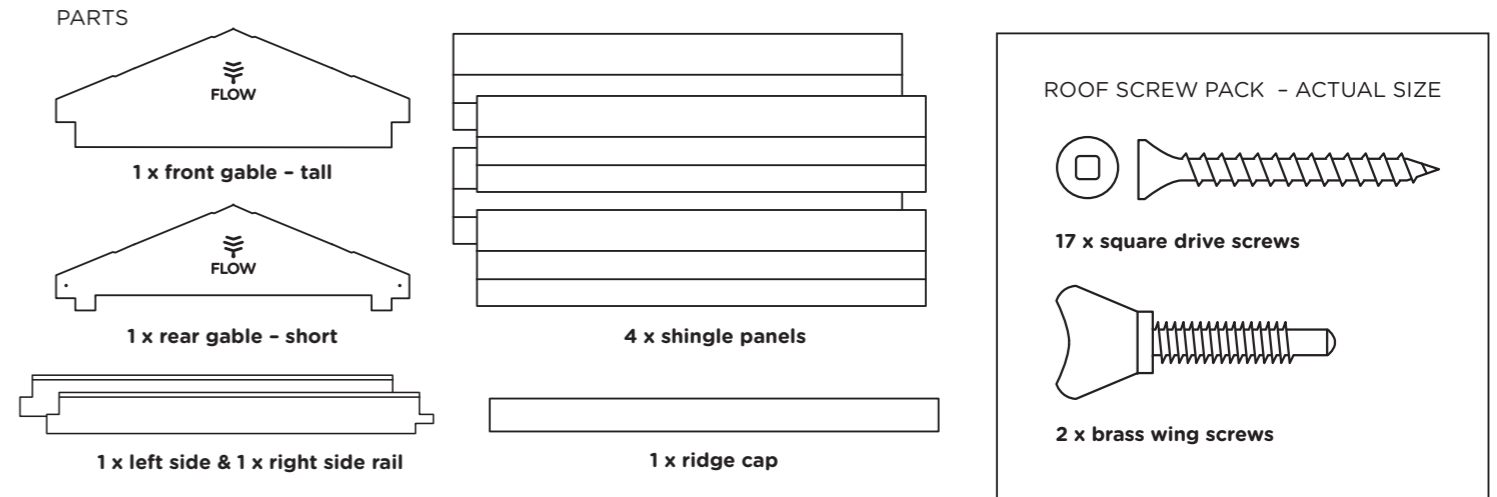 PARTS
FLOW
1 x front gable – tall
FLOW
1 x rear gable – short
1 x left side & 1 x right side rail
4 x shingle panels
1 x ridge cap
ROOF SCREW PACK – ACTUAL SIZE
17 x square drive screws
2 x brass wing screws